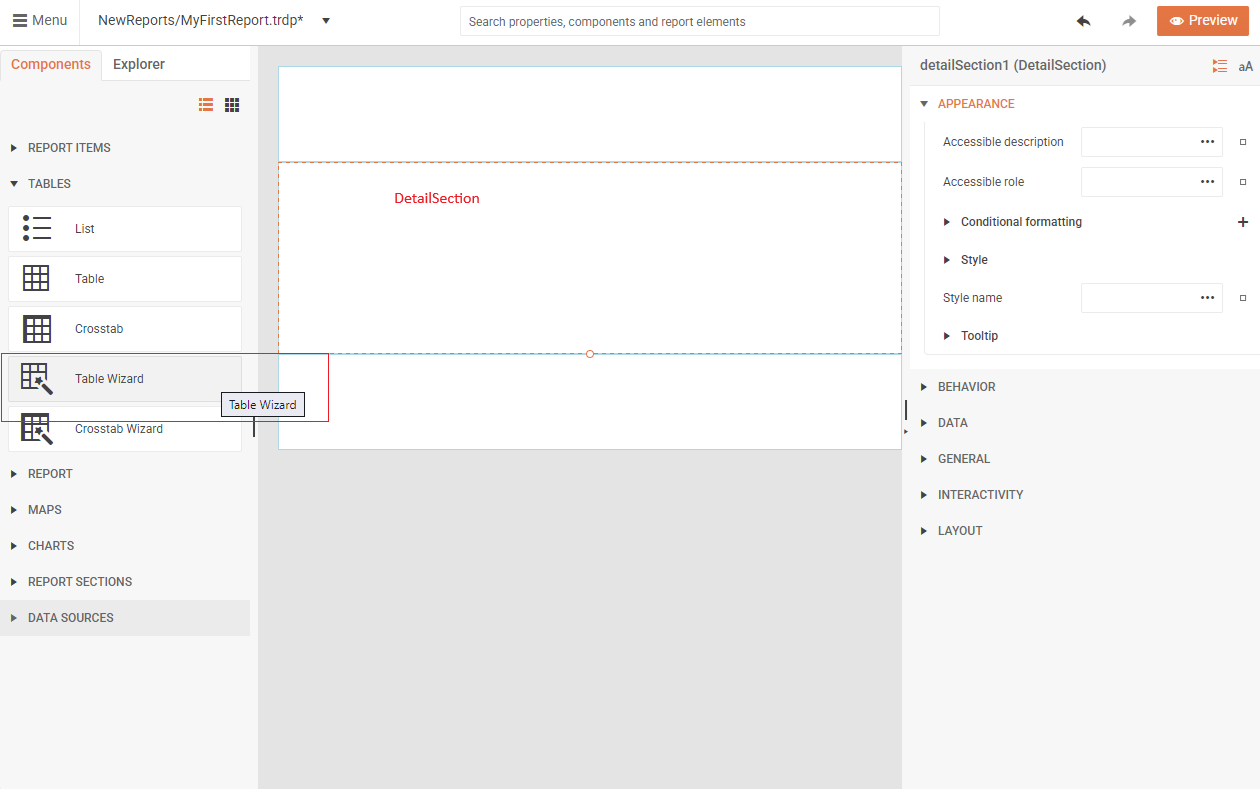 Menu
NewReports/MyFirstReport.trdp*
Search properties, components and report elements
Preview
Components
Explorer
REPORT ITEMS
TABLES
List
Table
Crosstab
Table Wizard
Table Wizard
Crosstab Wizard
REPORT
MAPS
CHARTS
REPORT SECTIONS
DATA SOURCES
DetailSection
detailSection1 (DetailSection)
aA
APPEARANCE
Accessible description
Accessible role
Conditional formatting
Style
Style name
Tooltip
BEHAVIOR
DATA
GENERAL
INTERACTIVITY
LAYOUT